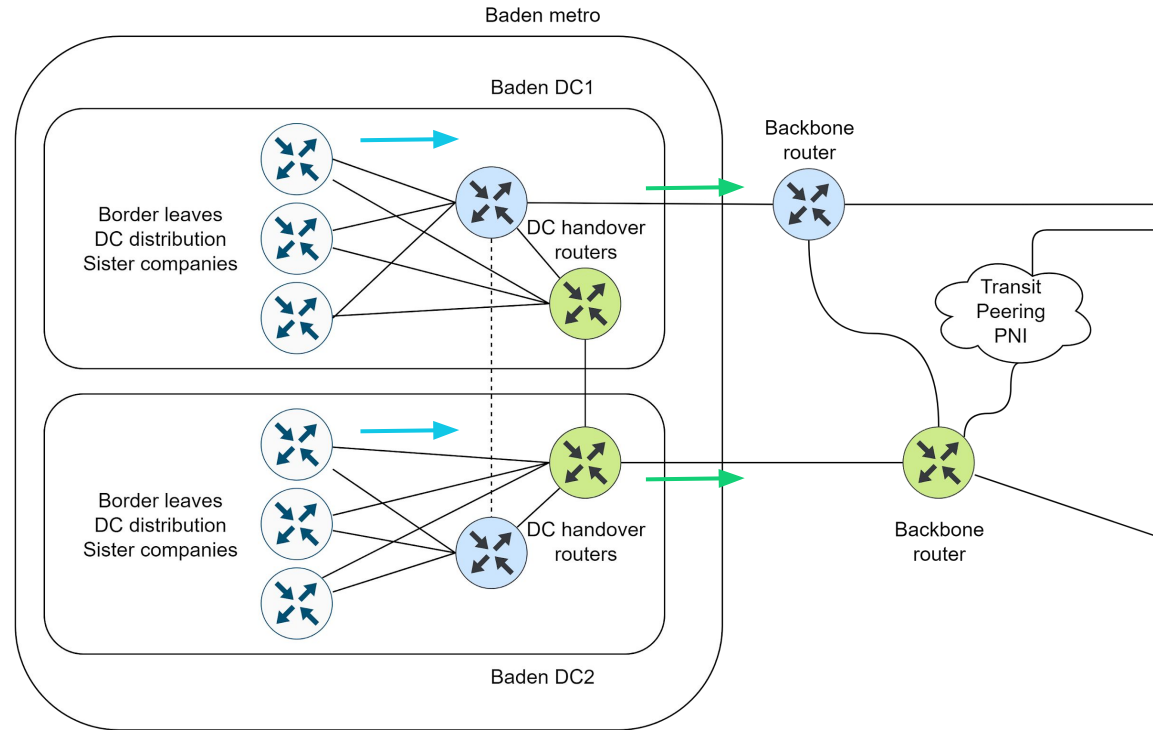 Baden metro
Baden DC1
Border leaves
DC distribution
Sister companies
DC handover
routers
Backbone
router
Transit
Peering
PNI
Border leaves
DC distribution
Sister companies
DC handover
routers
Backbone
router
Baden DC2